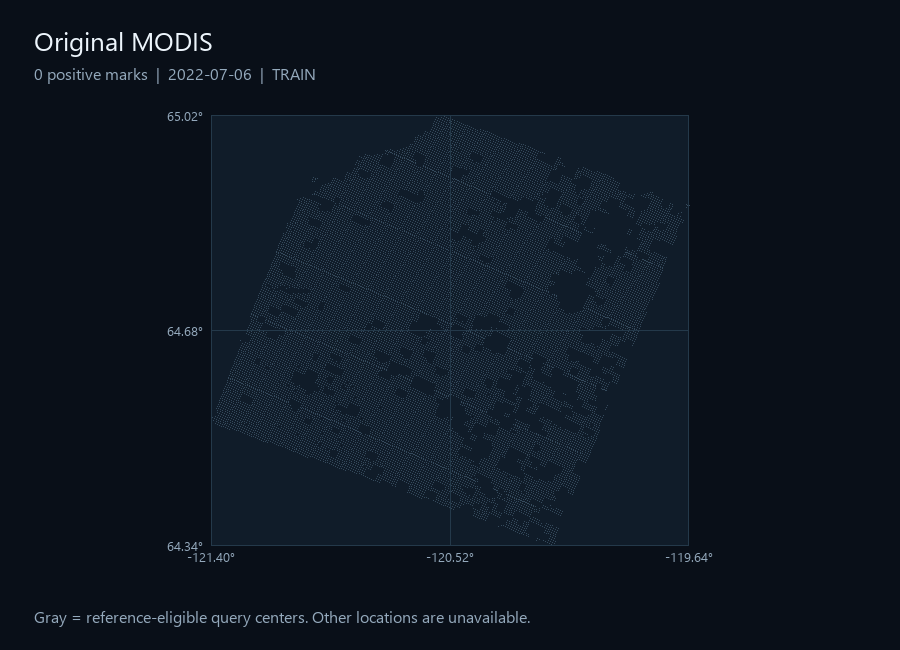 Original MODIS
0 positive marks | 2022-07-06 | TRAIN
65.02°
64.68°
64.34°
-121.40°
-120.52°
-119.64°
Gray = reference-eligible query centers. Other locations are unavailable.